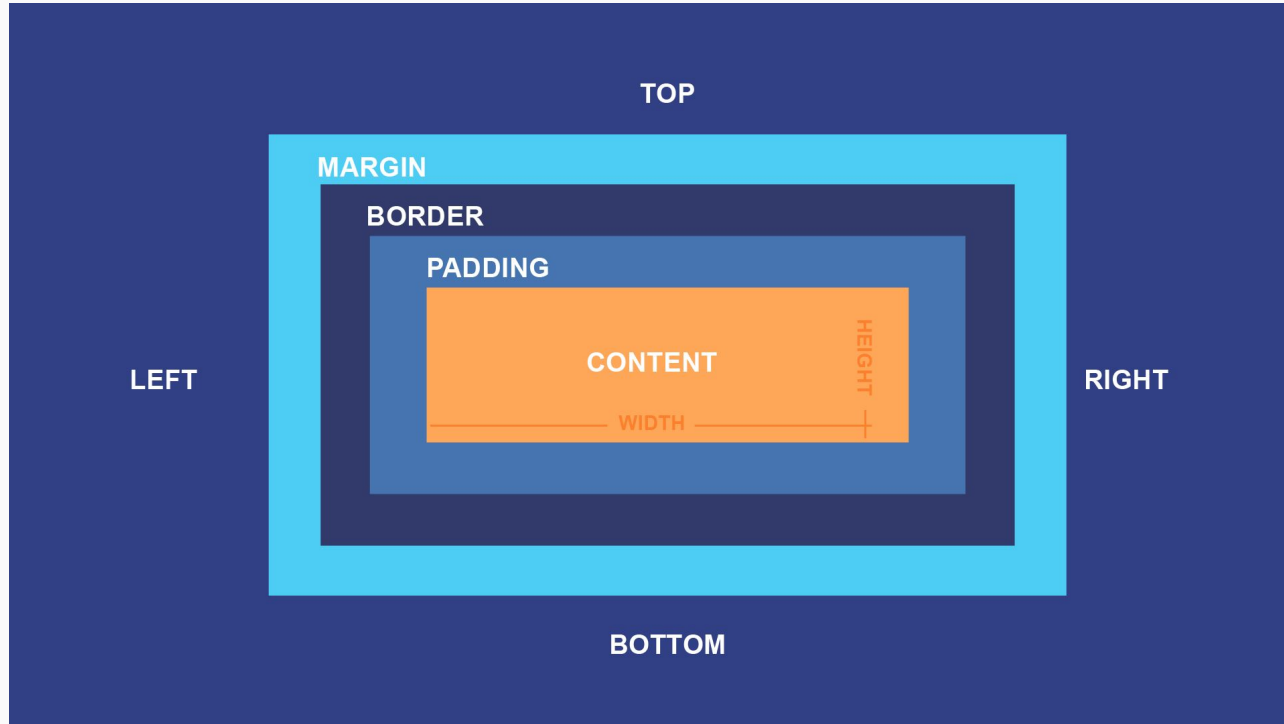 TOP
MARGIN
BORDER
PADDING
HEIGHT
CONTENT
LEFT
RIGHT
WIDTH
BOTTOM